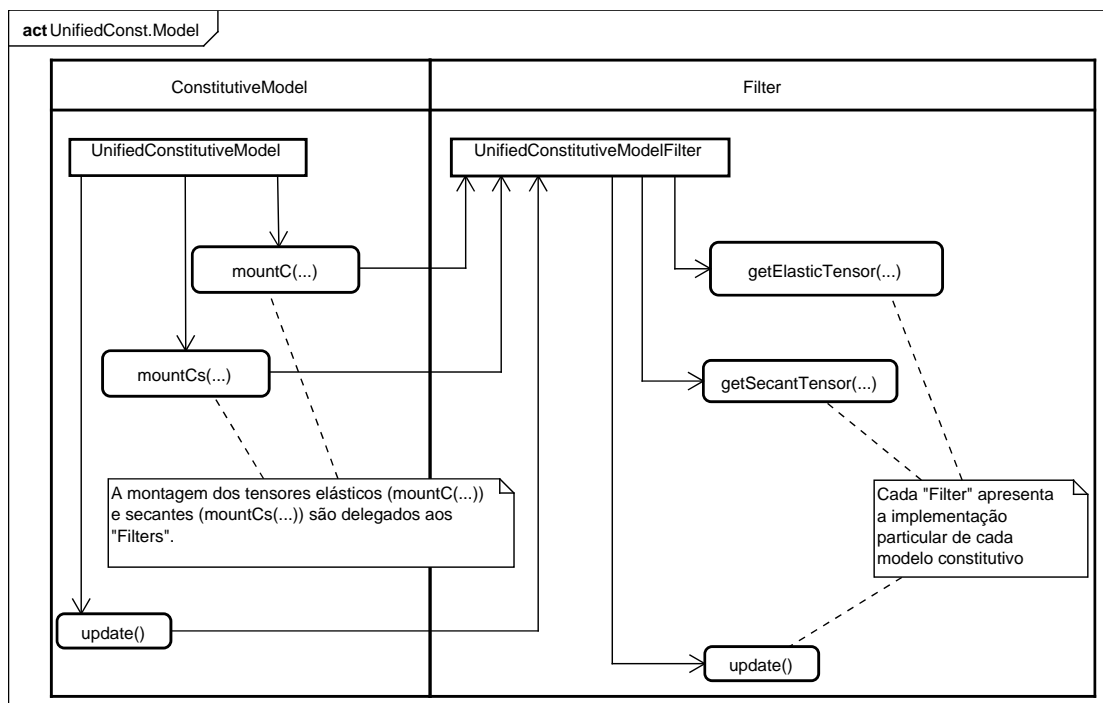 act UnifiedConst.Model
ConstitutiveModel
Filter
UnifiedConstitutiveModel
UnifiedConstitutiveModelFilter
mountC(...)
getElasticTensor(...)
mountCs(...)
getSecantTensor(...)
A montagem dos tensores elásticos (mountC(...))
e secantes (mountCs(...)) são delegados aos
"Filters".
Cada "Filter" apresenta
a implementação
particular de cada
modelo constitutivo
update()
update()